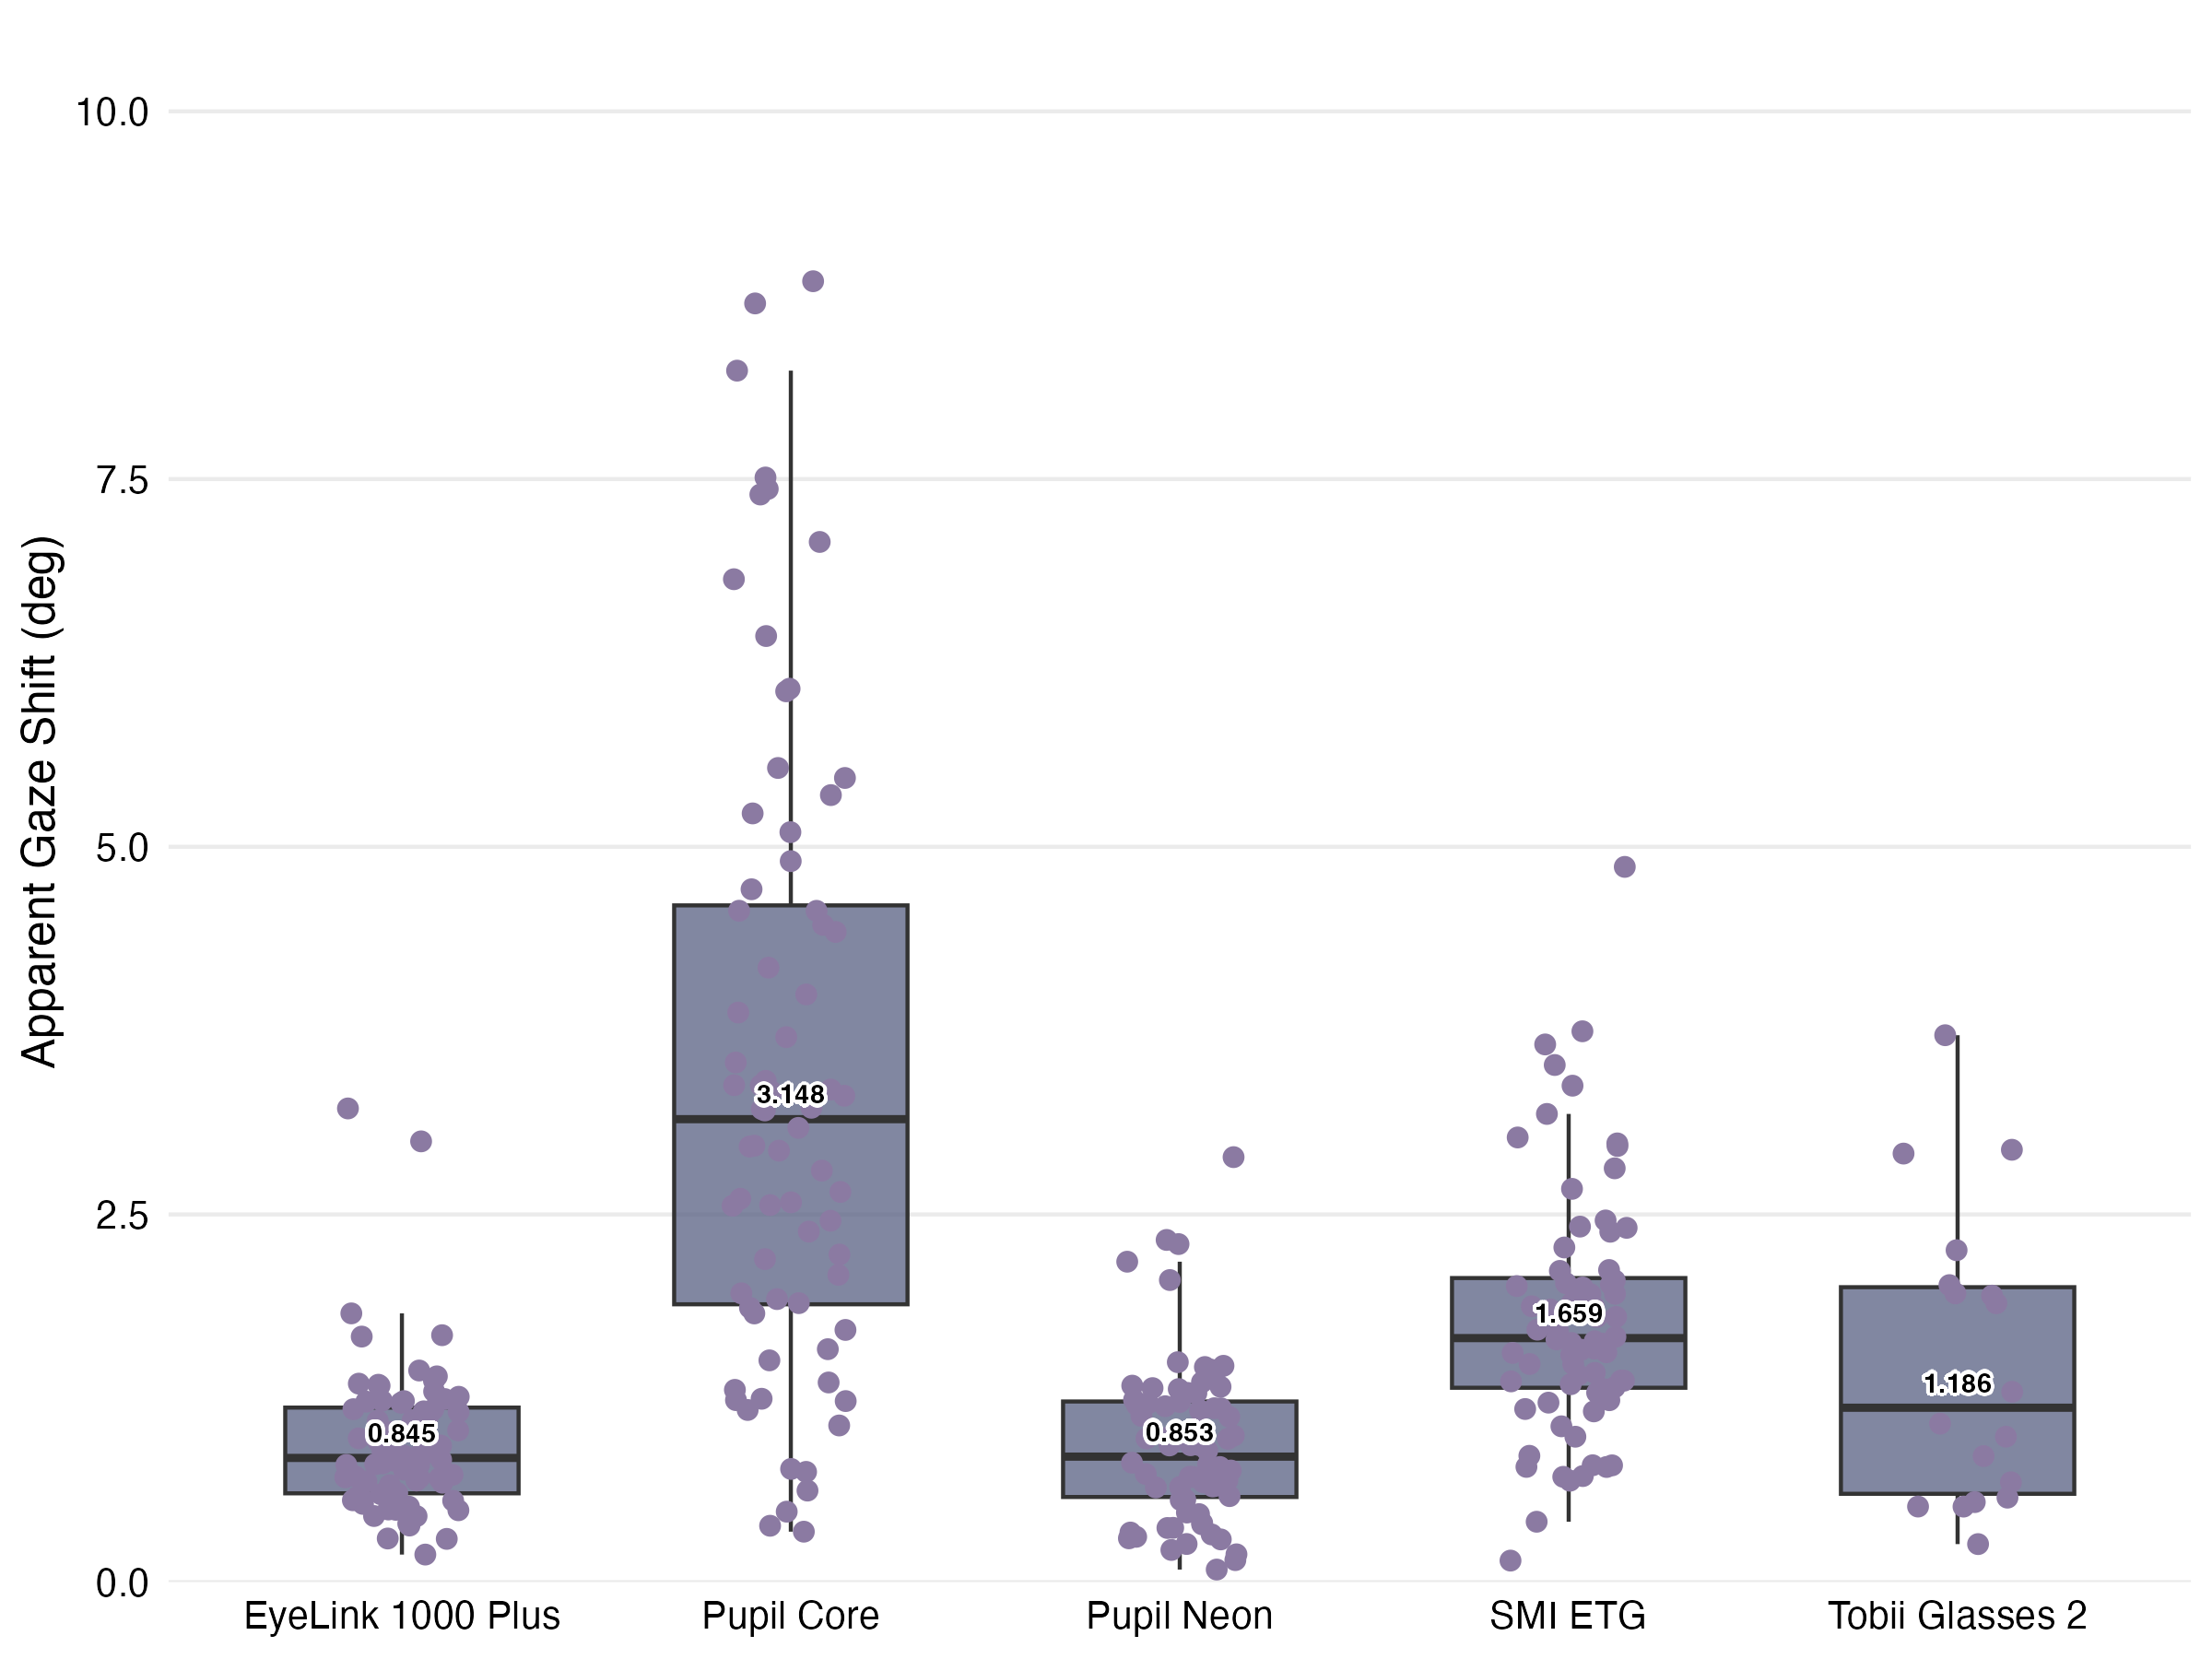 Apparent Gaze Shift (deg)
10.0
7.5
5.0
2.5
0.0
0.845
3.148
0.853
1.659
1.186
EyeLink 1000 Plus
Pupil Core
Pupil Neon
SMI ETG
Tobii Glasses 2